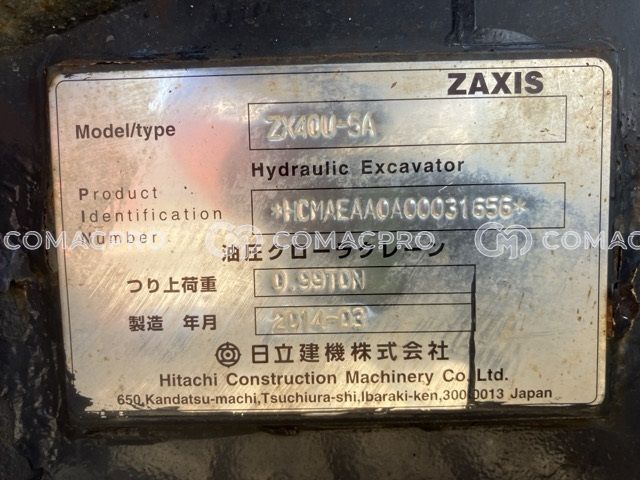 ZAXIS
Model/type ZX40U-5A
Hydraulic Excavator
Product
Identification *HCMAEAA0A00031656*
Number
COMACPRO COMACPRO COMACPRO
油圧クローラクレーン
つり上荷重 0.99TON
製造 年月 2014-03
日立建機株式会社
Hitachi Construction Machinery Co.,Ltd.
650,Kandatsu-machi,Tsuchiura-shi,Ibaraki-ken,300-0013 Japan